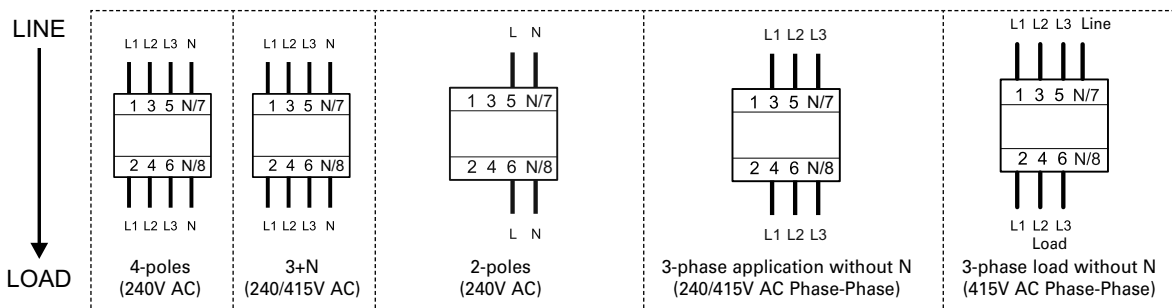 LINE
LOAD
L1 L2 L3 N
1 3 5 N/7
2 4 6 N/8
L1 L2 L3 N
4-poles
(240V AC)
L1 L2 L3 N
1 3 5 N/7
2 4 6 N/8
L1 L2 L3 N
3+N
(240/415V AC)
L N
1 3 5 N/7
2 4 6 N/8
L N
2-poles
(240V AC)
L1 L2 L3
1 3 5 N/7
2 4 6 N/8
L1 L2 L3
3-phase application without N
(240/415V AC Phase-Phase)
L1 L2 L3 Line
1 3 5 N/7
2 4 6 N/8
L1 L2 L3
Load
3-phase load without N
(415V AC Phase-Phase)